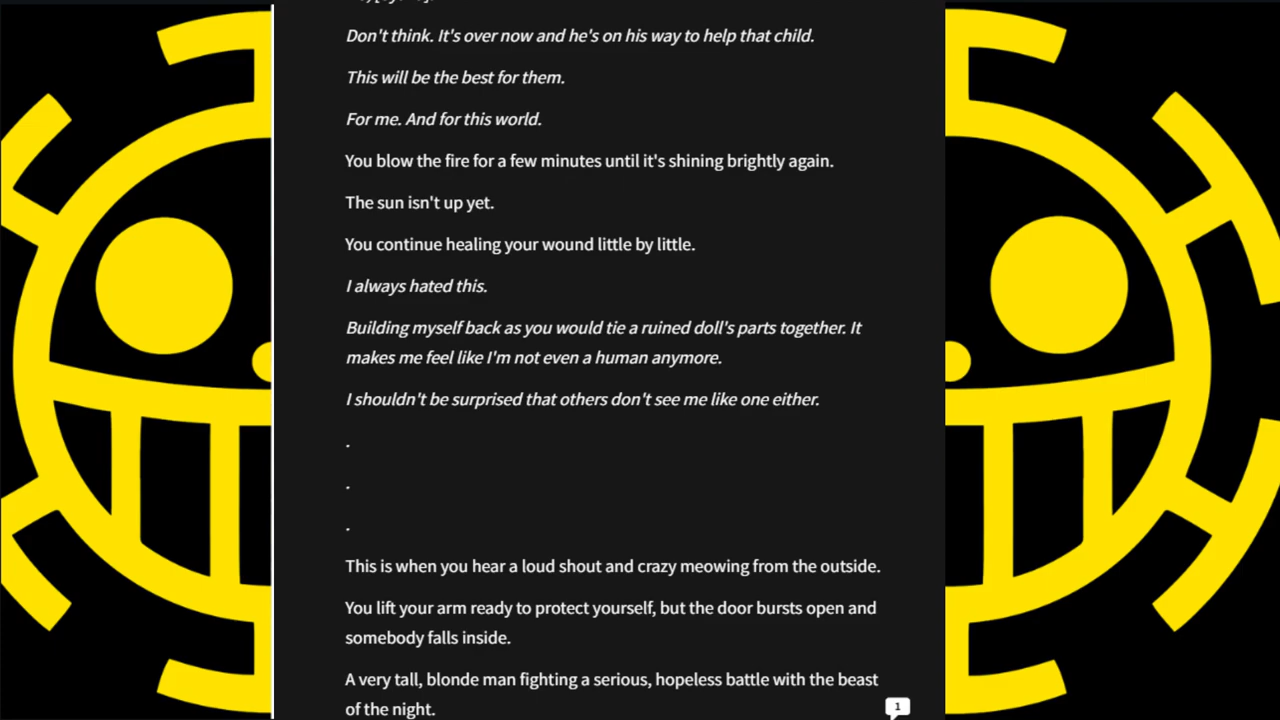 Don't think. It's over now and he's on his way to help that child.
This will be the best for them.
For me. And for this world.
You blow the fire for a few minutes until it's shining brightly again.
The sun isn't up yet.
You continue healing your wound little by little.
I always hated this.
Building myself back as you would tie a ruined doll's parts together. It
makes me feel like I'm not even a human anymore.
I shouldn't be surprised that others don't see me like one either.
.
.
.
This is when you hear a loud shout and crazy meowing from the outside.
You lift your arm ready to protect yourself, but the door bursts open and
somebody falls inside.
A very tall, blonde man fighting a serious, hopeless battle with the beast
of the night.
1